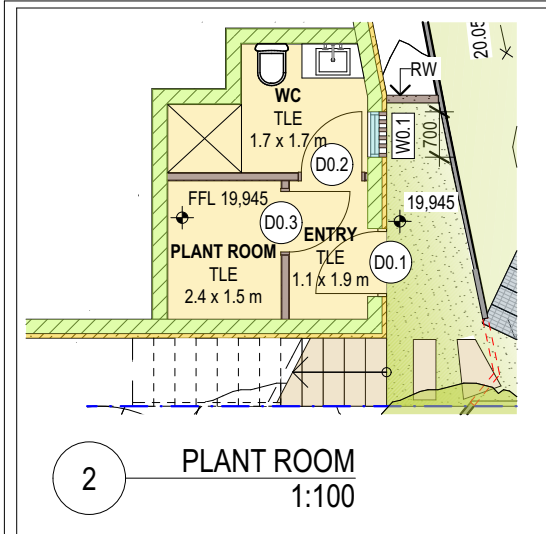 20.05
RW
WC
TLE
1.7 x 1.7 m
W0.1
700
D0.2
FFL 19,945
19,945
D0.3
ENTRY
TLE
1.1 x 1.9 m
D0.1
PLANT ROOM
TLE
2.4 x 1.5 m
2
PLANT ROOM
1:100